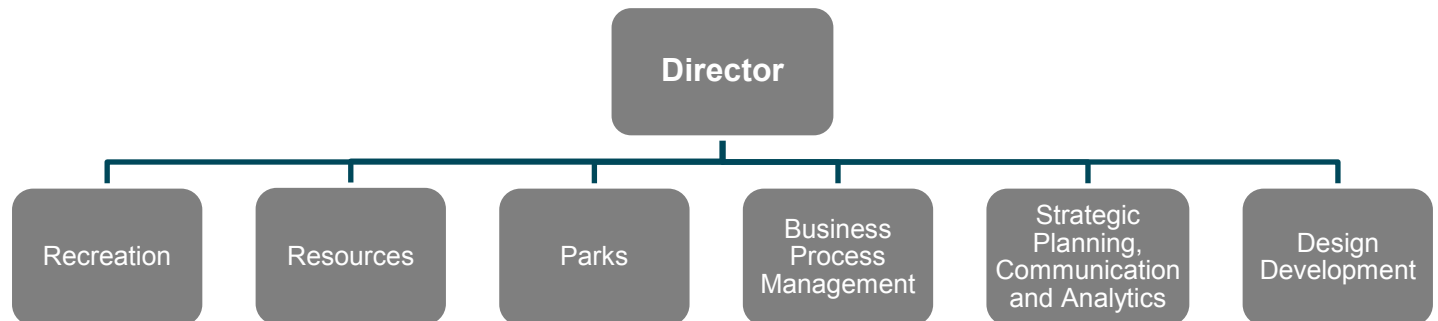 Director
Recreation
Resources
Parks
Business
Process
Management
Strategic
Planning,
Communication
and Analytics
Design
Development